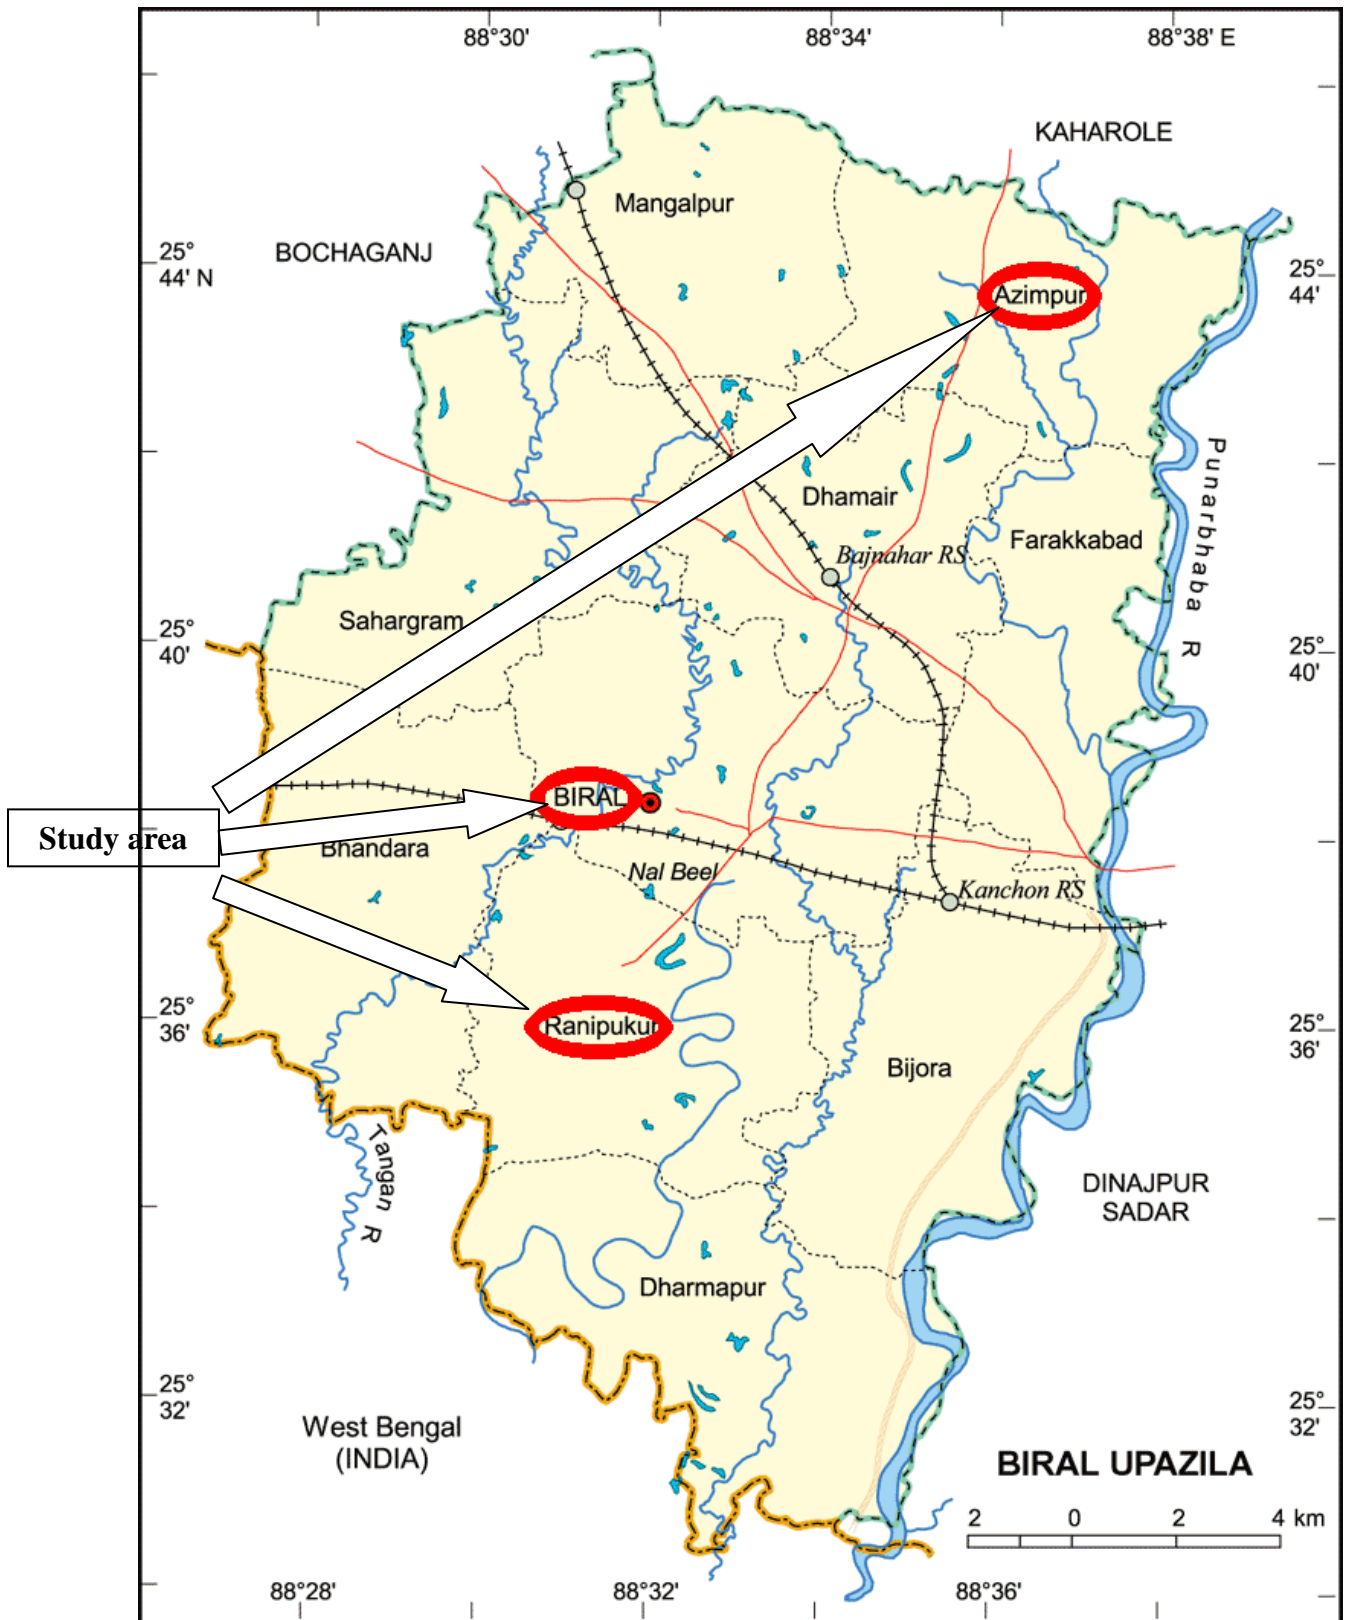 88°30'
88°34'
88°38' E
KAHAROLE
Mangalpur
BOCHAGANJ
25°
44' N
25°
44'
Azimpur
Punarbhaba R
Dhamair
Farakkabad
Bajnahar RS
Sahargram
25°
40'
25°
40'
BIRAL
Study area
Bhandara
Nal Beel
Kanchon RS
25°
36'
Ranipukur
25°
36'
Bijora
Tangan R
DINAJPUR
SADAR
Dharmapur
25°
32'
25°
32'
West Bengal
(INDIA)
BIRAL UPAZILA
2 0 2 4 km
88°28'
88°32'
88°36'